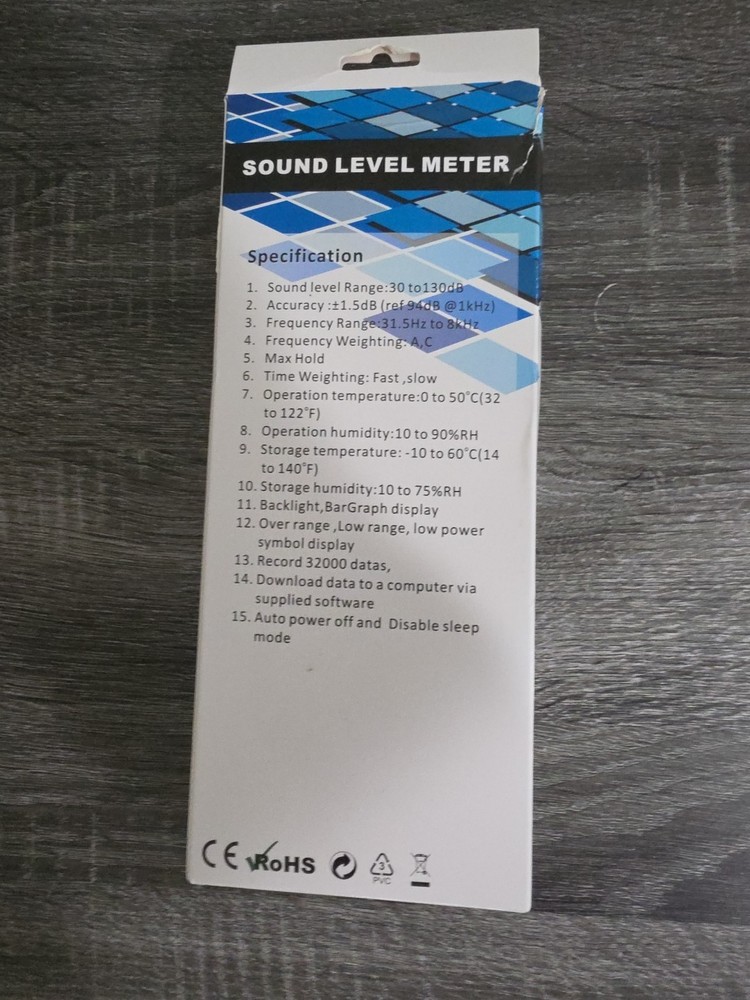 SOUND LEVEL METER
Specification
1. Sound level Range:30 to130dB
2. Accuracy :±1.5dB (ref 94dB @1kHz)
3. Frequency Range:31.5Hz to 8kHz
4. Frequency Weighting: A,C
5. Max Hold
6. Time Weighting: Fast ,slow
7. Operation temperature:0 to 50°C(32
to 122°F)
8. Operation humidity:10 to 90%RH
9. Storage temperature: -10 to 60°C(14
to 140°F)
10. Storage humidity:10 to 75%RH
11. Backlight,BarGraph display
12. Over range ,Low range, low power
symbol display
13. Record 32000 datas,
14. Download data to a computer via
supplied software
15. Auto power off and Disable sleep
mode
CE RoHS 3
PVC